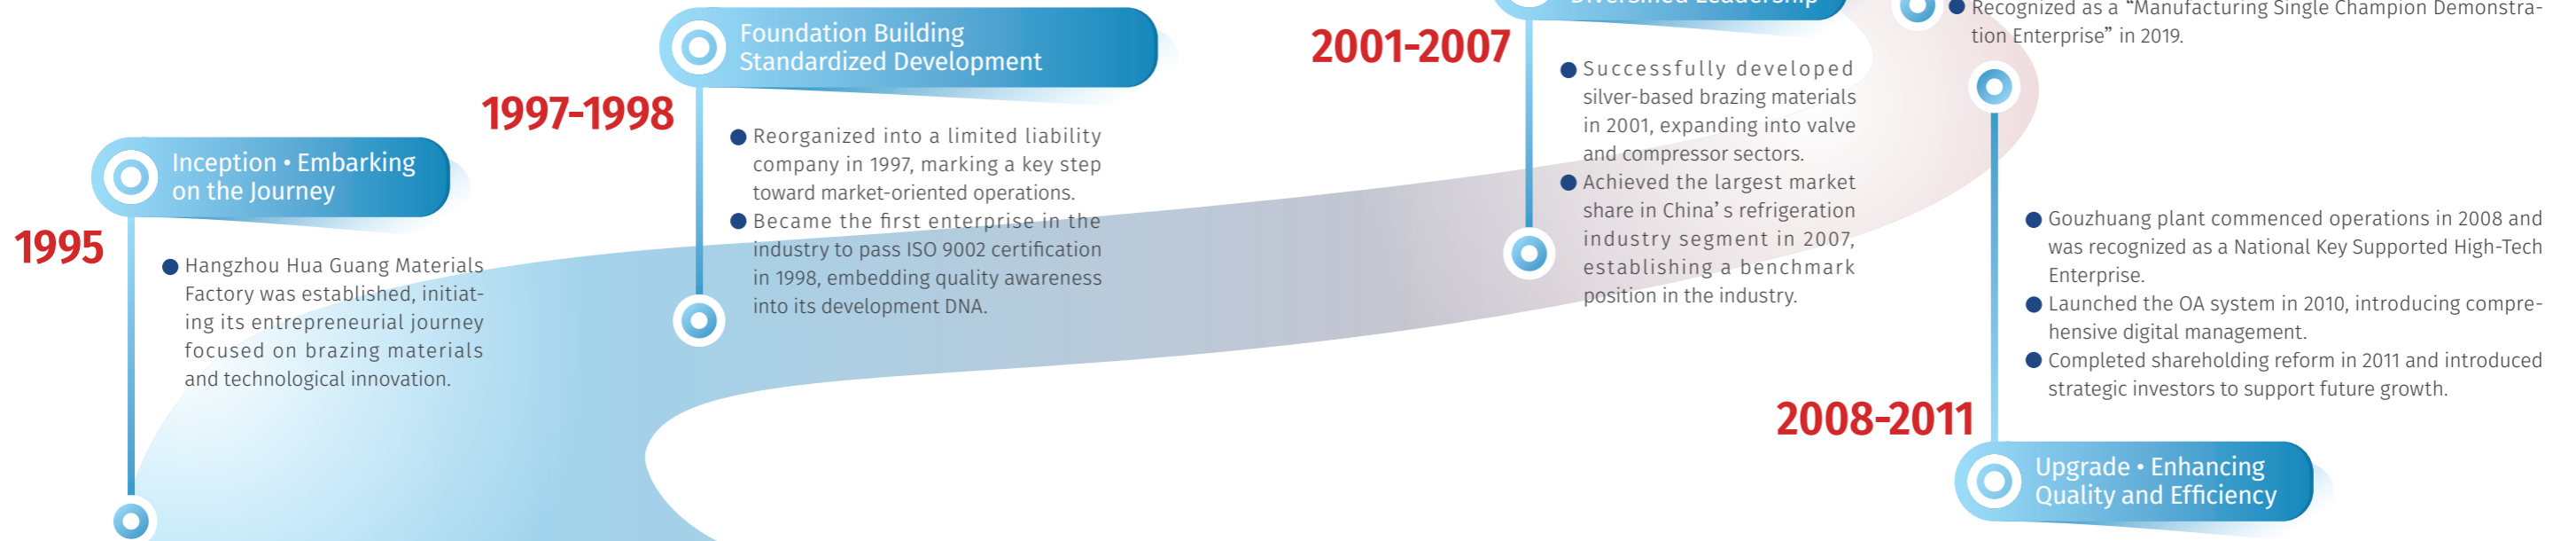 1995
Inception • Embarking
on the Journey
Hangzhou Hua Guang Materials
Factory was established, initiat-
ing its entrepreneurial journey
focused on brazing materials
and technological innovation.
1997-1998
Foundation Building
Standardized Development
Reorganized into a limited liability
company in 1997, marking a key step
toward market-oriented operations.
Became the first enterprise in the
industry to pass ISO 9002 certification
in 1998, embedding quality awareness
into its development DNA.
2001-2007
Diversified Leadership
Successfully developed
silver-based brazing materials
in 2001, expanding into valve
and compressor sectors.
Achieved the largest market
share in China's refrigeration
industry segment in 2007,
establishing a benchmark
position in the industry.
Recognized as a "Manufacturing Single Champion Demonstra-
tion Enterprise" in 2019.
2008-2011
Gouzhuang plant commenced operations in 2008 and
was recognized as a National Key Supported High-Tech
Enterprise.
Launched the OA system in 2010, introducing compre-
hensive digital management.
Completed shareholding reform in 2011 and introduced
strategic investors to support future growth.
Upgrade • Enhancing
Quality and Efficiency